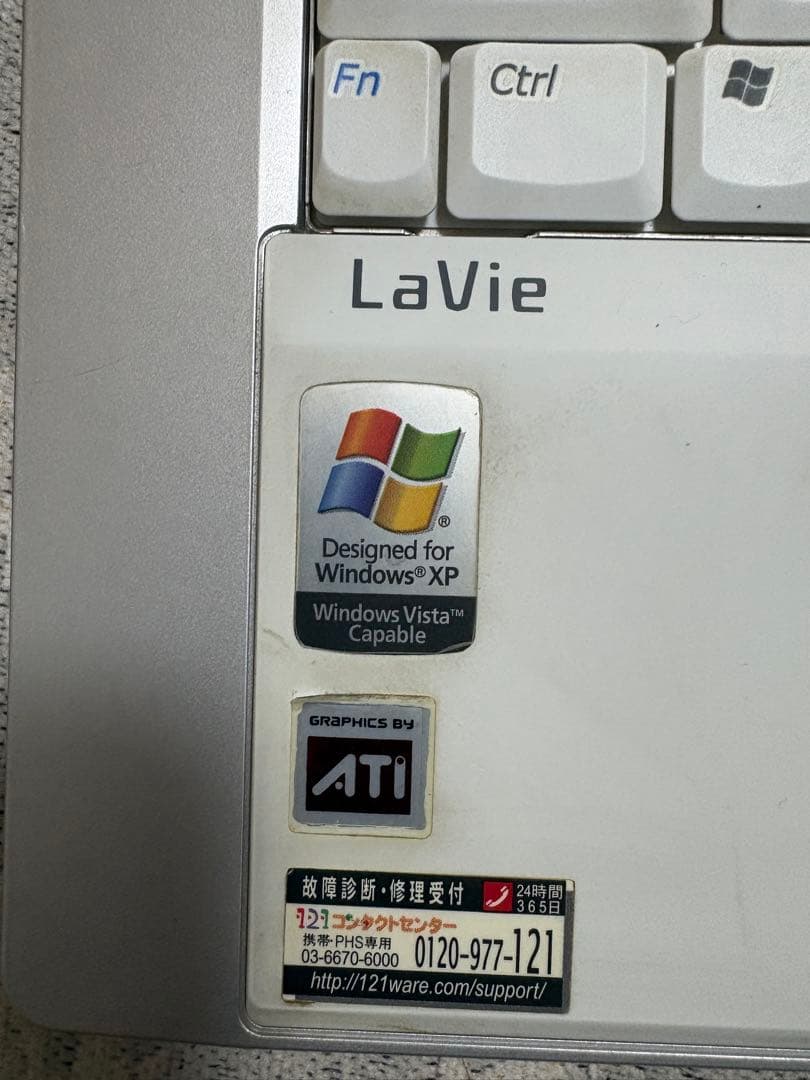 Fn
Ctrl
LaVie
Designed for
Windows® XP
Windows Vista™
Capable
GRAPHICS BY
ATI
故障診断・修理受付
24時間
365日
121コンタクトセンター
携帯・PHS専用
03-6670-6000
0120-977-121
http://121ware.com/support/